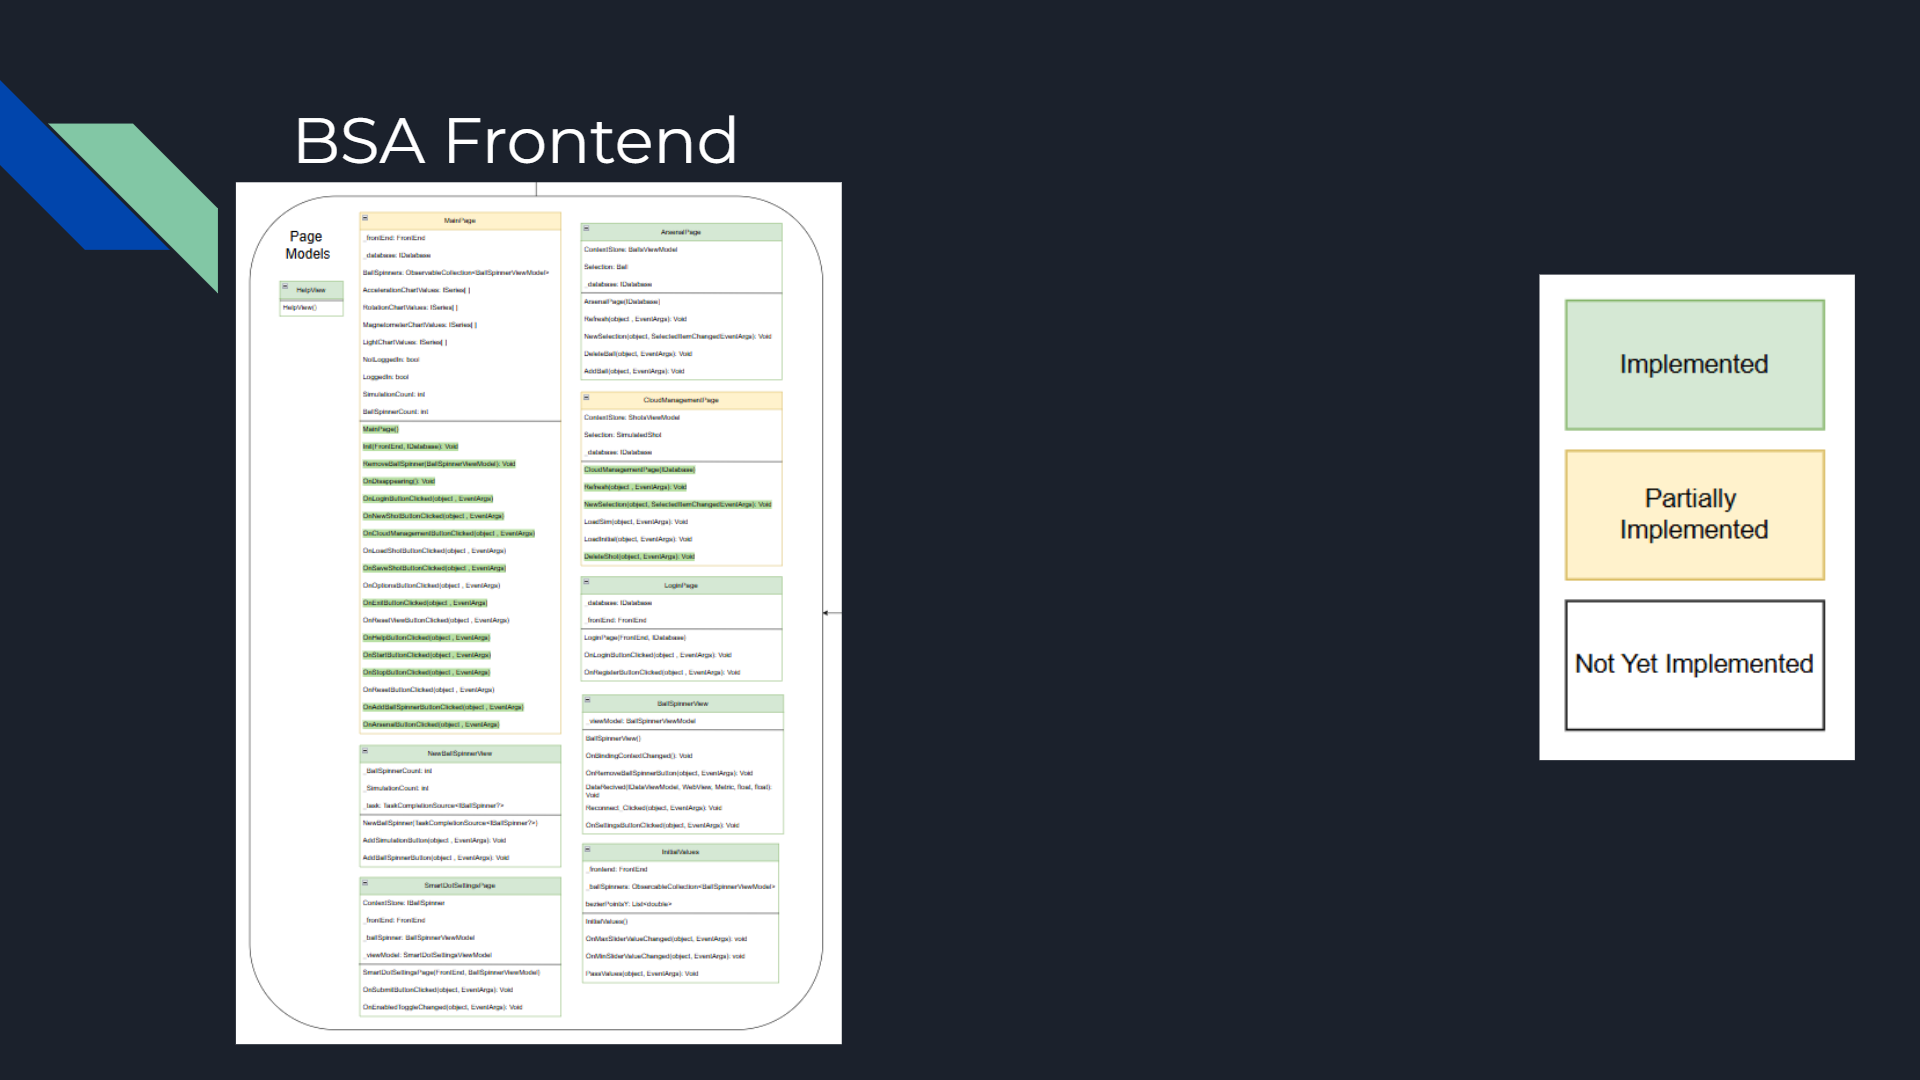 BSA Frontend
Page
Models
HelpView
HelpView()
MainPage
_frontEnd: FrontEnd
_database: IDatabase
BallSpinners: ObservableCollection<BallSpinnerViewModel>
AccelerationChartValues: ISeries[ ]
RotationChartValues: ISeries[ ]
MagnetometerChartValues: ISeries[ ]
LightChartValues: ISeries[ ]
NotLoggedIn: bool
LoggedIn: bool
SimulationCount: int
BallSpinnerCount: int
MainPage()
Init(FrontEnd, IDatabase): Void
RemoveBallSpinner(BallSpinnerViewModel): Void
OnDisappearing(): Void
OnLoginButtonClicked(object , EventArgs)
OnNewShotButtonClicked(object , EventArgs)
OnCloudManagementButtonClicked(object , EventArgs)
OnLoadShotButtonClicked(object , EventArgs)
OnSaveShotButtonClicked(object , EventArgs)
OnOptionsButtonClicked(object , EventArgs)
OnExitButtonClicked(object , EventArgs)
OnResetViewButtonClicked(object , EventArgs)
OnHelpButtonClicked(object , EventArgs)
OnStartButtonClicked(object , EventArgs)
OnStopButtonClicked(object , EventArgs)
OnResetButtonClicked(object , EventArgs)
OnAddBallSpinnerButtonClicked(object , EventArgs)
OnArsenalButtonClicked(object , EventArgs)
NewBallSpinnerView
_BallSpinnerCount: int
_SimulationCount: int
_task: TaskCompletionSource<IBallSpinner?>
NewBallSpinner(TaskCompletionSource<IBallSpinner?>)
AddSimulationButton(object , EventArgs): Void
AddBallSpinnerButton(object , EventArgs): Void
SmartDotSettingsPage
ContextStore: IBallSpinner
_frontEnd: FrontEnd
_ballSpinner: BallSpinnerViewModel
_viewModel: SmartDotSettingsViewModel
SmartDotSettingsPage(FrontEnd, BallSpinnerViewModel)
OnSubmitButtonClicked(object, EventArgs): Void
OnEnabledToggleChanged(object, EventArgs): Void
ArsenalPage
ContextStore: BallsViewModel
Selection: Ball
_database: IDatabase
ArsenalPage(IDatabase)
Refresh(object , EventArgs): Void
NewSelection(object, SelectedItemChangedEventArgs): Void
DeleteBall(object, EventArgs): Void
AddBall(object, EventArgs): Void
CloudManagementPage
ContextStore: ShotsViewModel
Selection: SimulatedShot
_database: IDatabase
CloudManagementPage(IDatabase)
Refresh(object , EventArgs): Void
NewSelection(object, SelectedItemChangedEventArgs): Void
LoadSim(object, EventArgs): Void
LoadInitial(object, EventArgs): Void
DeleteShot(object, EventArgs): Void
LoginPage
_database: IDatabase
_frontEnd: FrontEnd
LoginPage(FrontEnd, IDatabase)
OnLoginButtonClicked(object , EventArgs): Void
OnRegisterButtonClicked(object , EventArgs): Void
BallSpinnerView
_viewModel: BallSpinnerViewModel
BallSpinnerView()
OnBindingContextChanged(): Void
OnRemoveBallSpinnerButton(object, EventArgs): Void
DataRecived(IDataViewModel, WebView, Metric, float, float):
Void
Reconnect_Clicked(object, EventArgs): Void
OnSettingsButtonClicked(object, EventArgs): Void
InitialValues
_frontend: FrontEnd
_ballSpinners: ObsercableCollection<BallSpinnerViewModel>
bezierPointsY: List<double>
InitialValues()
OnMaxSliderValueChanged(object, EventArgs): void
OnMinSliderValueChanged(object, EventArgs): void
PassValues(object, EventArgs): Void
Implemented
Partially
Implemented
Not Yet Implemented